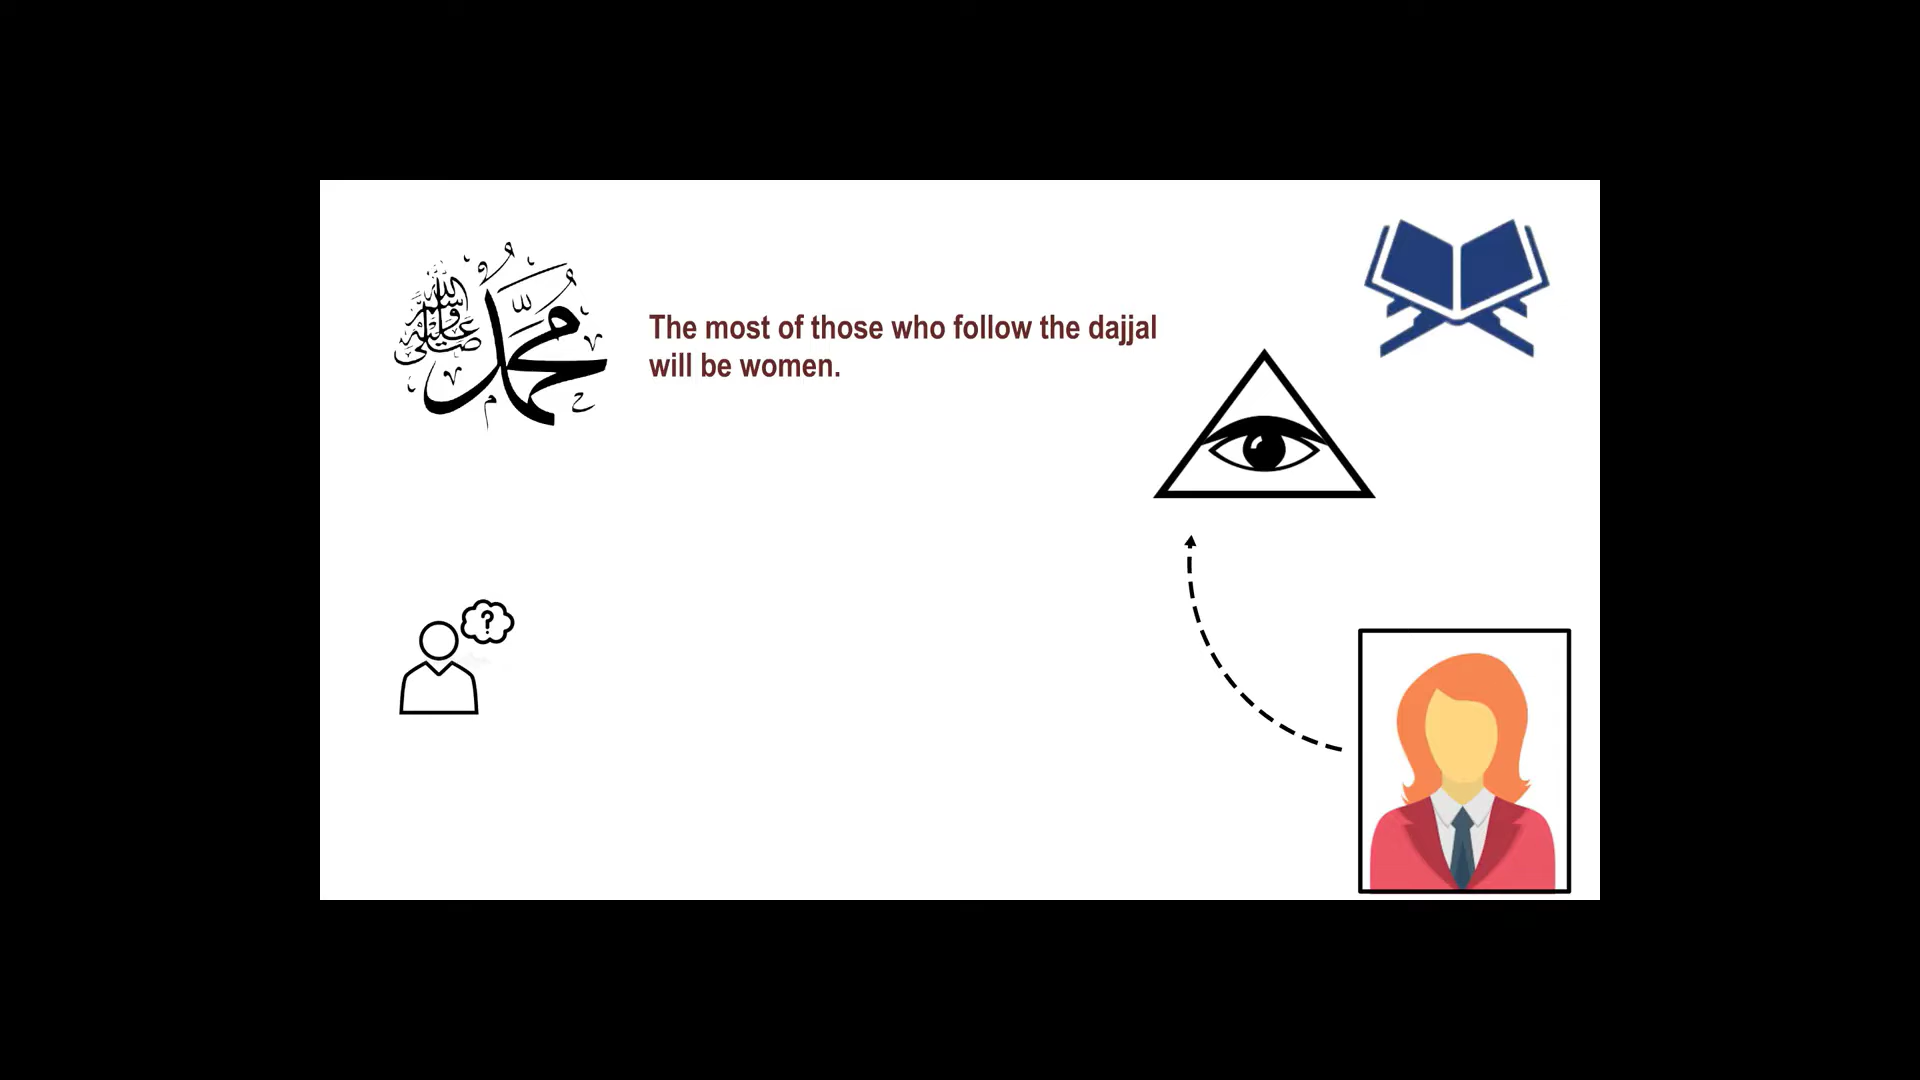 محمد
صلى الله عليه وسلم
The most of those who follow the dajjal
will be women.
?